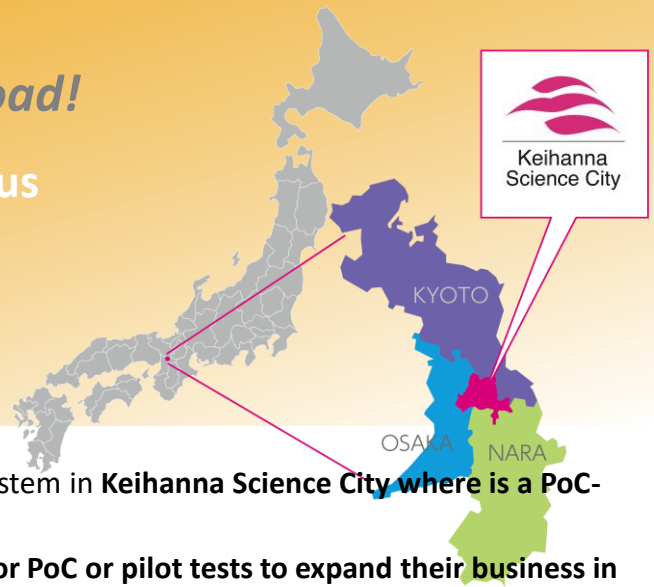 oad!
us
Keihanna
Science City
KYOTO
OSAKA
NARA
stem in Keihanna Science City where is a PoC-
or PoC or pilot tests to expand their business in